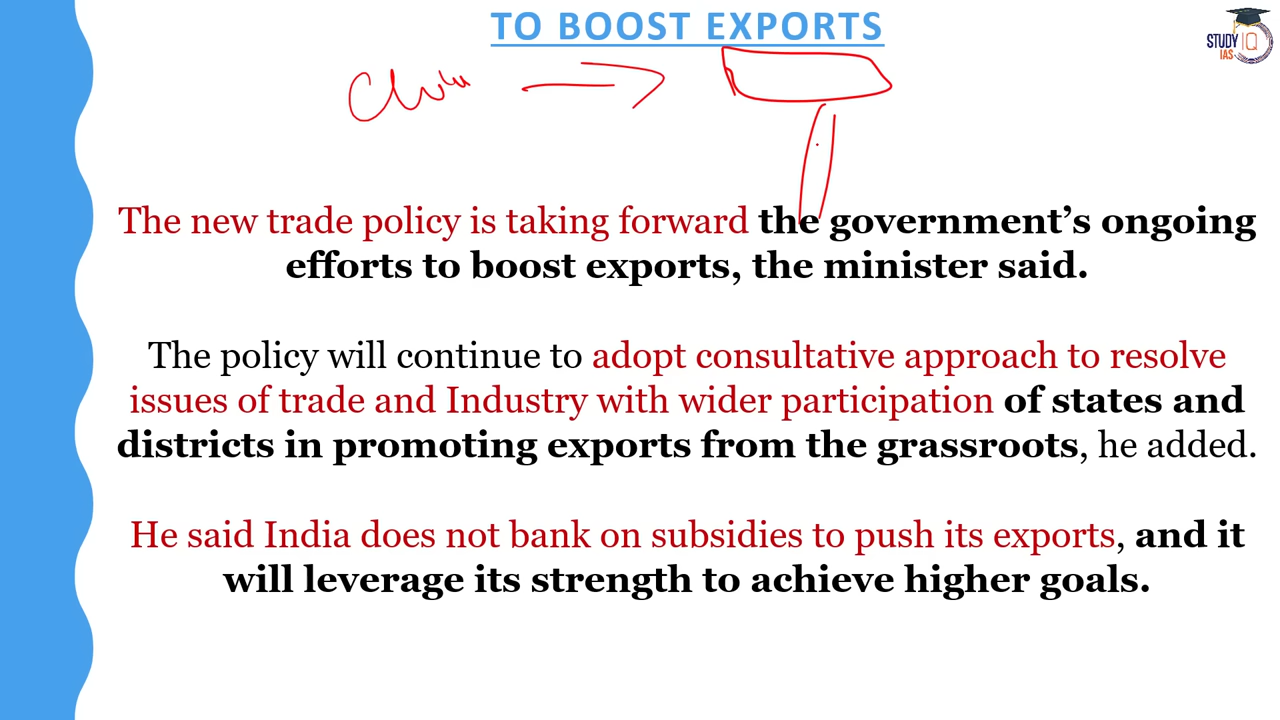 TO BOOST EXPORTS
STUDY IQ
IAS
The new trade policy is taking forward the government’s ongoing
efforts to boost exports, the minister said.
The policy will continue to adopt consultative approach to resolve
issues of trade and Industry with wider participation of states and
districts in promoting exports from the grassroots, he added.
He said India does not bank on subsidies to push its exports, and it
will leverage its strength to achieve higher goals.